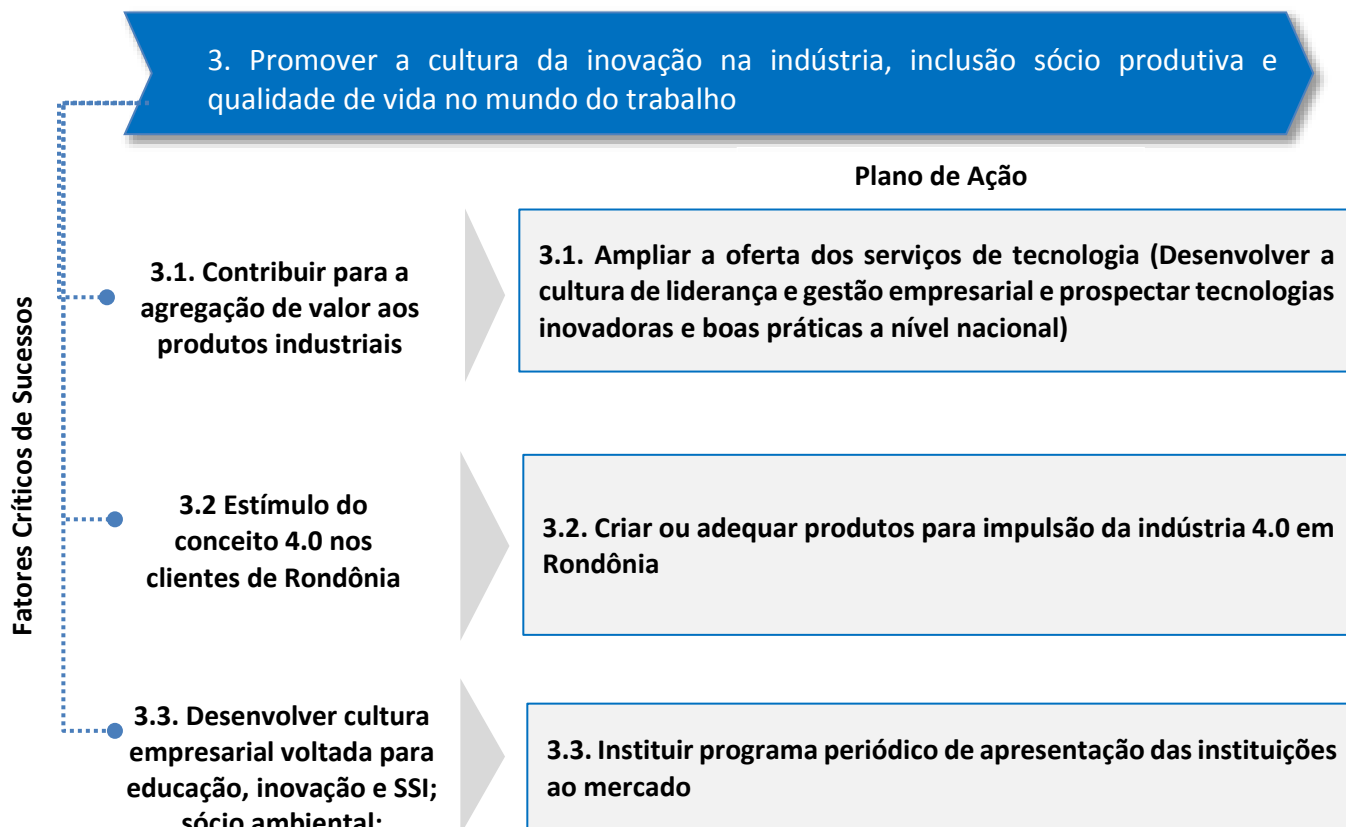 3. Promover a cultura da inovação na indústria, inclusão sócio produtiva e
qualidade de vida no mundo do trabalho
Plano de Ação
Fatores Críticos de Sucessos
3.1. Contribuir para a
agregação de valor aos
produtos industriais
3.1. Ampliar a oferta dos serviços de tecnologia (Desenvolver a
cultura de liderança e gestão empresarial e prospectar tecnologias
inovadoras e boas práticas a nível nacional)
3.2 Estímulo do
conceito 4.0 nos
clientes de Rondônia
3.2. Criar ou adequar produtos para impulsão da indústria 4.0 em
Rondônia
3.3. Desenvolver cultura
empresarial voltada para
educação, inovação e SSI;
sócio ambiental;
3.3. Instituir programa periódico de apresentação das instituições
ao mercado